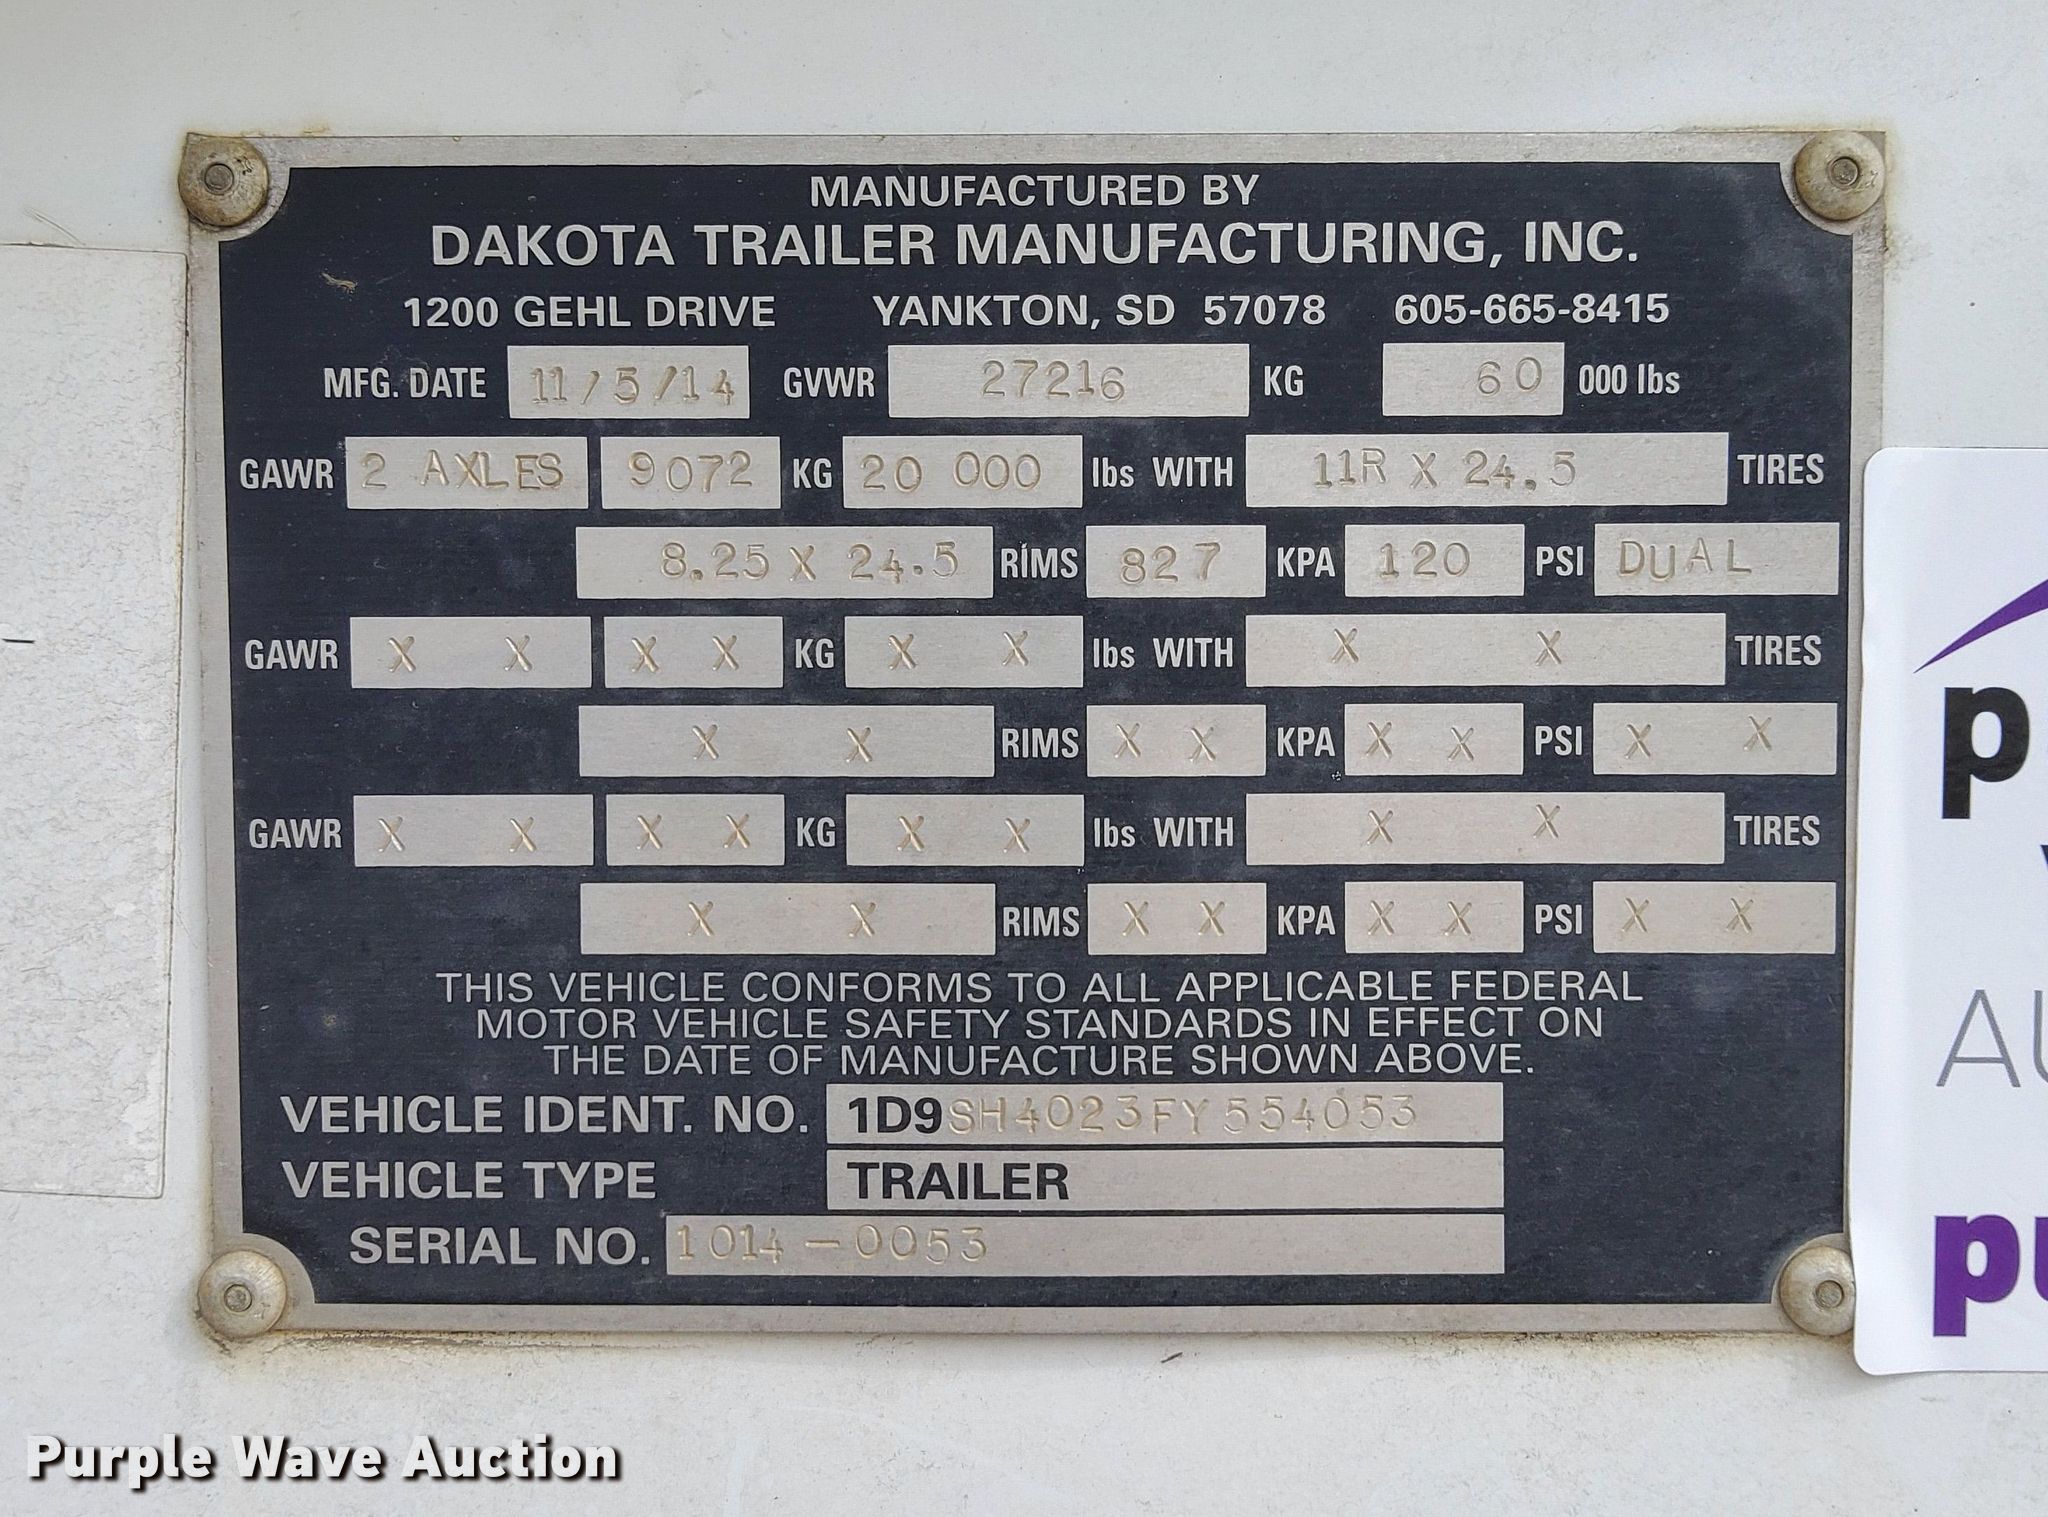 MANUFACTURED BY
DAKOTA TRAILER MANUFACTURING, INC.
1200 GEHL DRIVE YANKTON, SD 57078 605-665-8415
MFG. DATE 11/5/14 GVWR 27216 KG 60 000 lbs
GAWR 2 AXLES 9072 KG 20 000 lbs WITH 11R X 24.5 TIRES
8.25 X 24.5 RIMS 827 KPA 120 PSI DUAL
GAWR X X X X KG X X lbs WITH X X TIRES
X X RIMS X X KPA X X PSI X X
GAWR X X X X KG X X lbs WITH X X TIRES
X X RIMS X X KPA X X PSI X X
THIS VEHICLE CONFORMS TO ALL APPLICABLE FEDERAL
MOTOR VEHICLE SAFETY STANDARDS IN EFFECT ON
THE DATE OF MANUFACTURE SHOWN ABOVE.
VEHICLE IDENT. NO. 1D9SH4023FY554053
VEHICLE TYPE TRAILER
SERIAL NO. 1014-0053
Purple Wave Auction